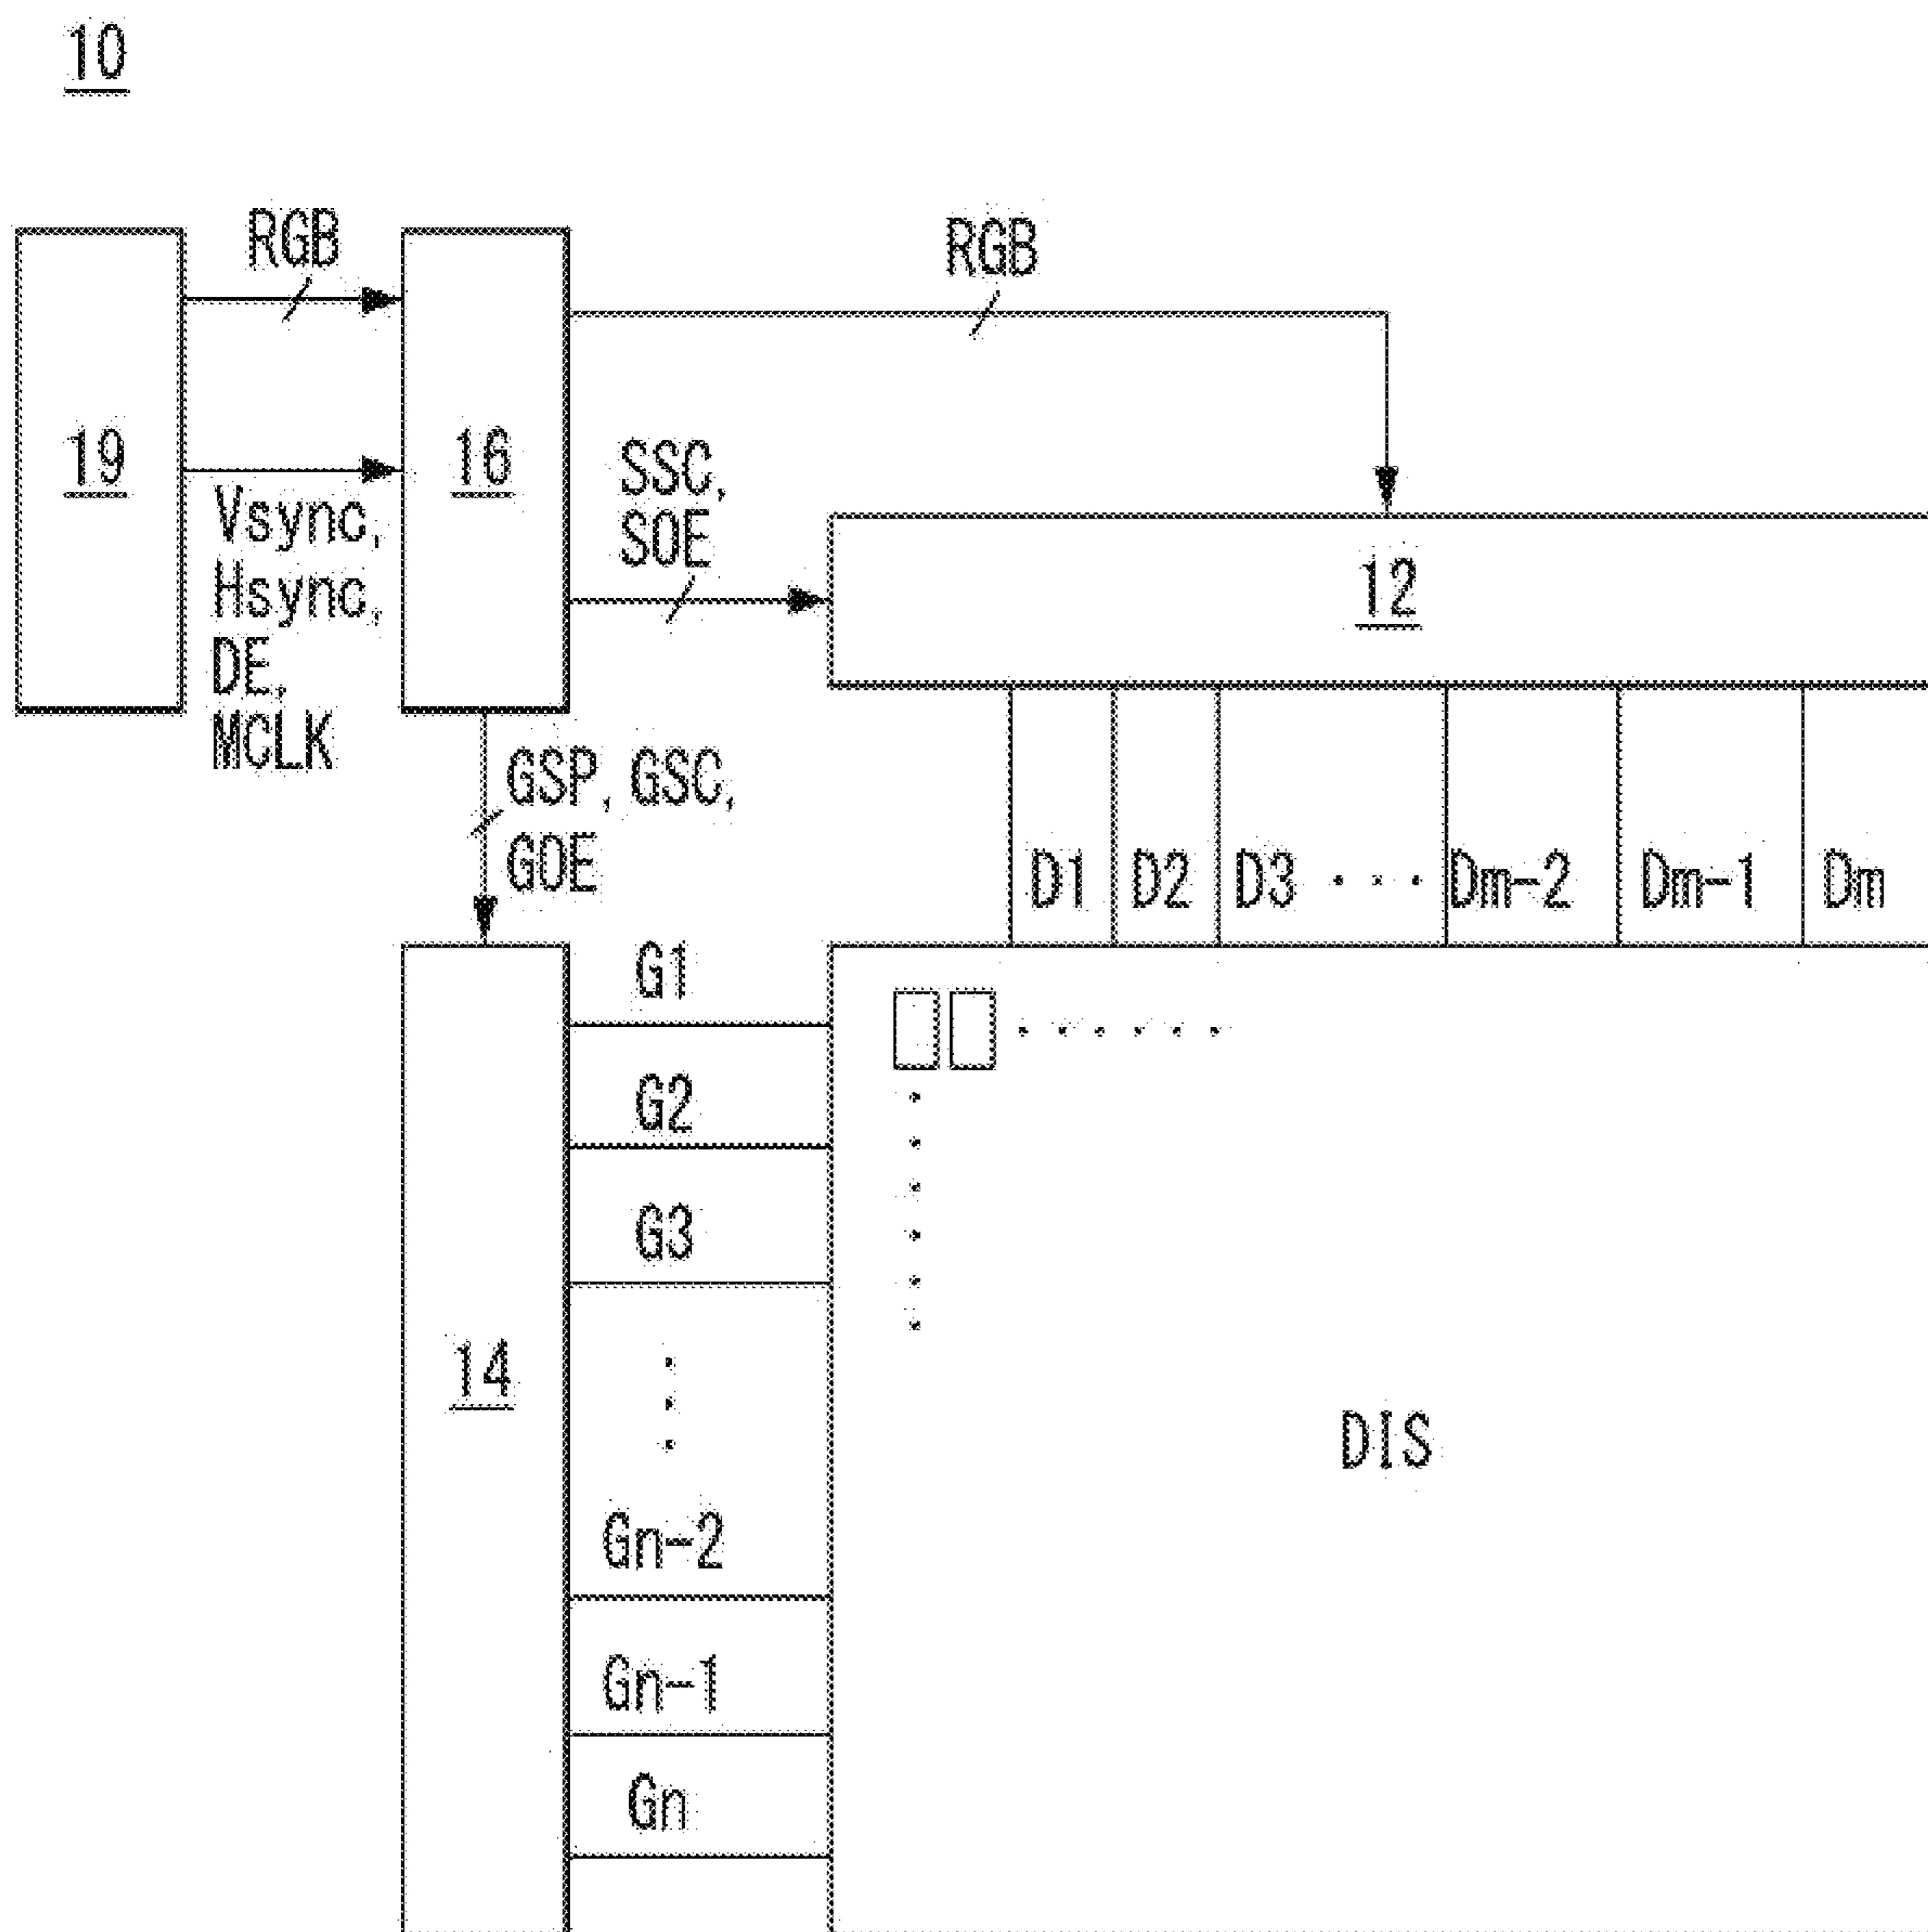 10
RGB
RGB
19
16
SSC,
SOE
Vsync,
Hsync,
DE,
MCLK
12
GSP, GSC,
GOE
D1 D2 D3 ··· Dm-2 Dm-1 Dm
G1
G2
G3
14
DIS
Gn-2
Gn-1
Gn